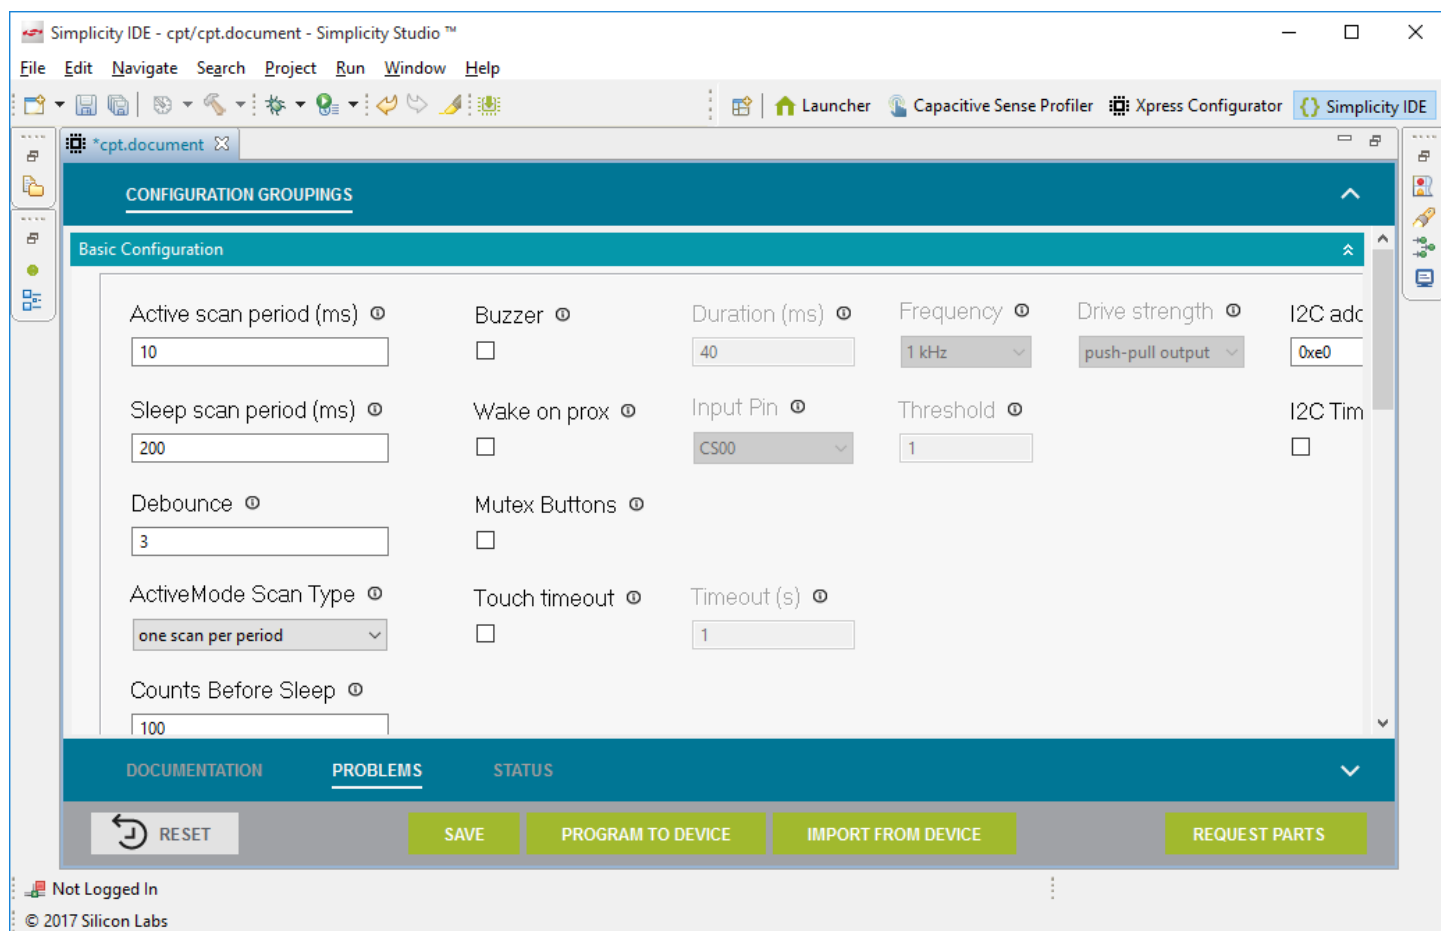 Simplicity IDE - cpt/cpt.document - Simplicity Studio ™
File Edit Navigate Search Project Run Window Help
Launcher Capacitive Sense Profiler Xpress Configurator Simplicity IDE
*cpt.document
CONFIGURATION GROUPINGS
Basic Configuration
Active scan period (ms) Buzzer Duration (ms) Frequency Drive strength I2C add
10 40 1 kHz push-pull output 0xe0
Sleep scan period (ms) Wake on prox Input Pin Threshold I2C Tim
200 CS00 1
Debounce Mutex Buttons
3
ActiveMode Scan Type Touch timeout Timeout (s)
one scan per period 1
Counts Before Sleep
100
DOCUMENTATION PROBLEMS STATUS
RESET SAVE PROGRAM TO DEVICE IMPORT FROM DEVICE REQUEST PARTS
Not Logged In
© 2017 Silicon Labs